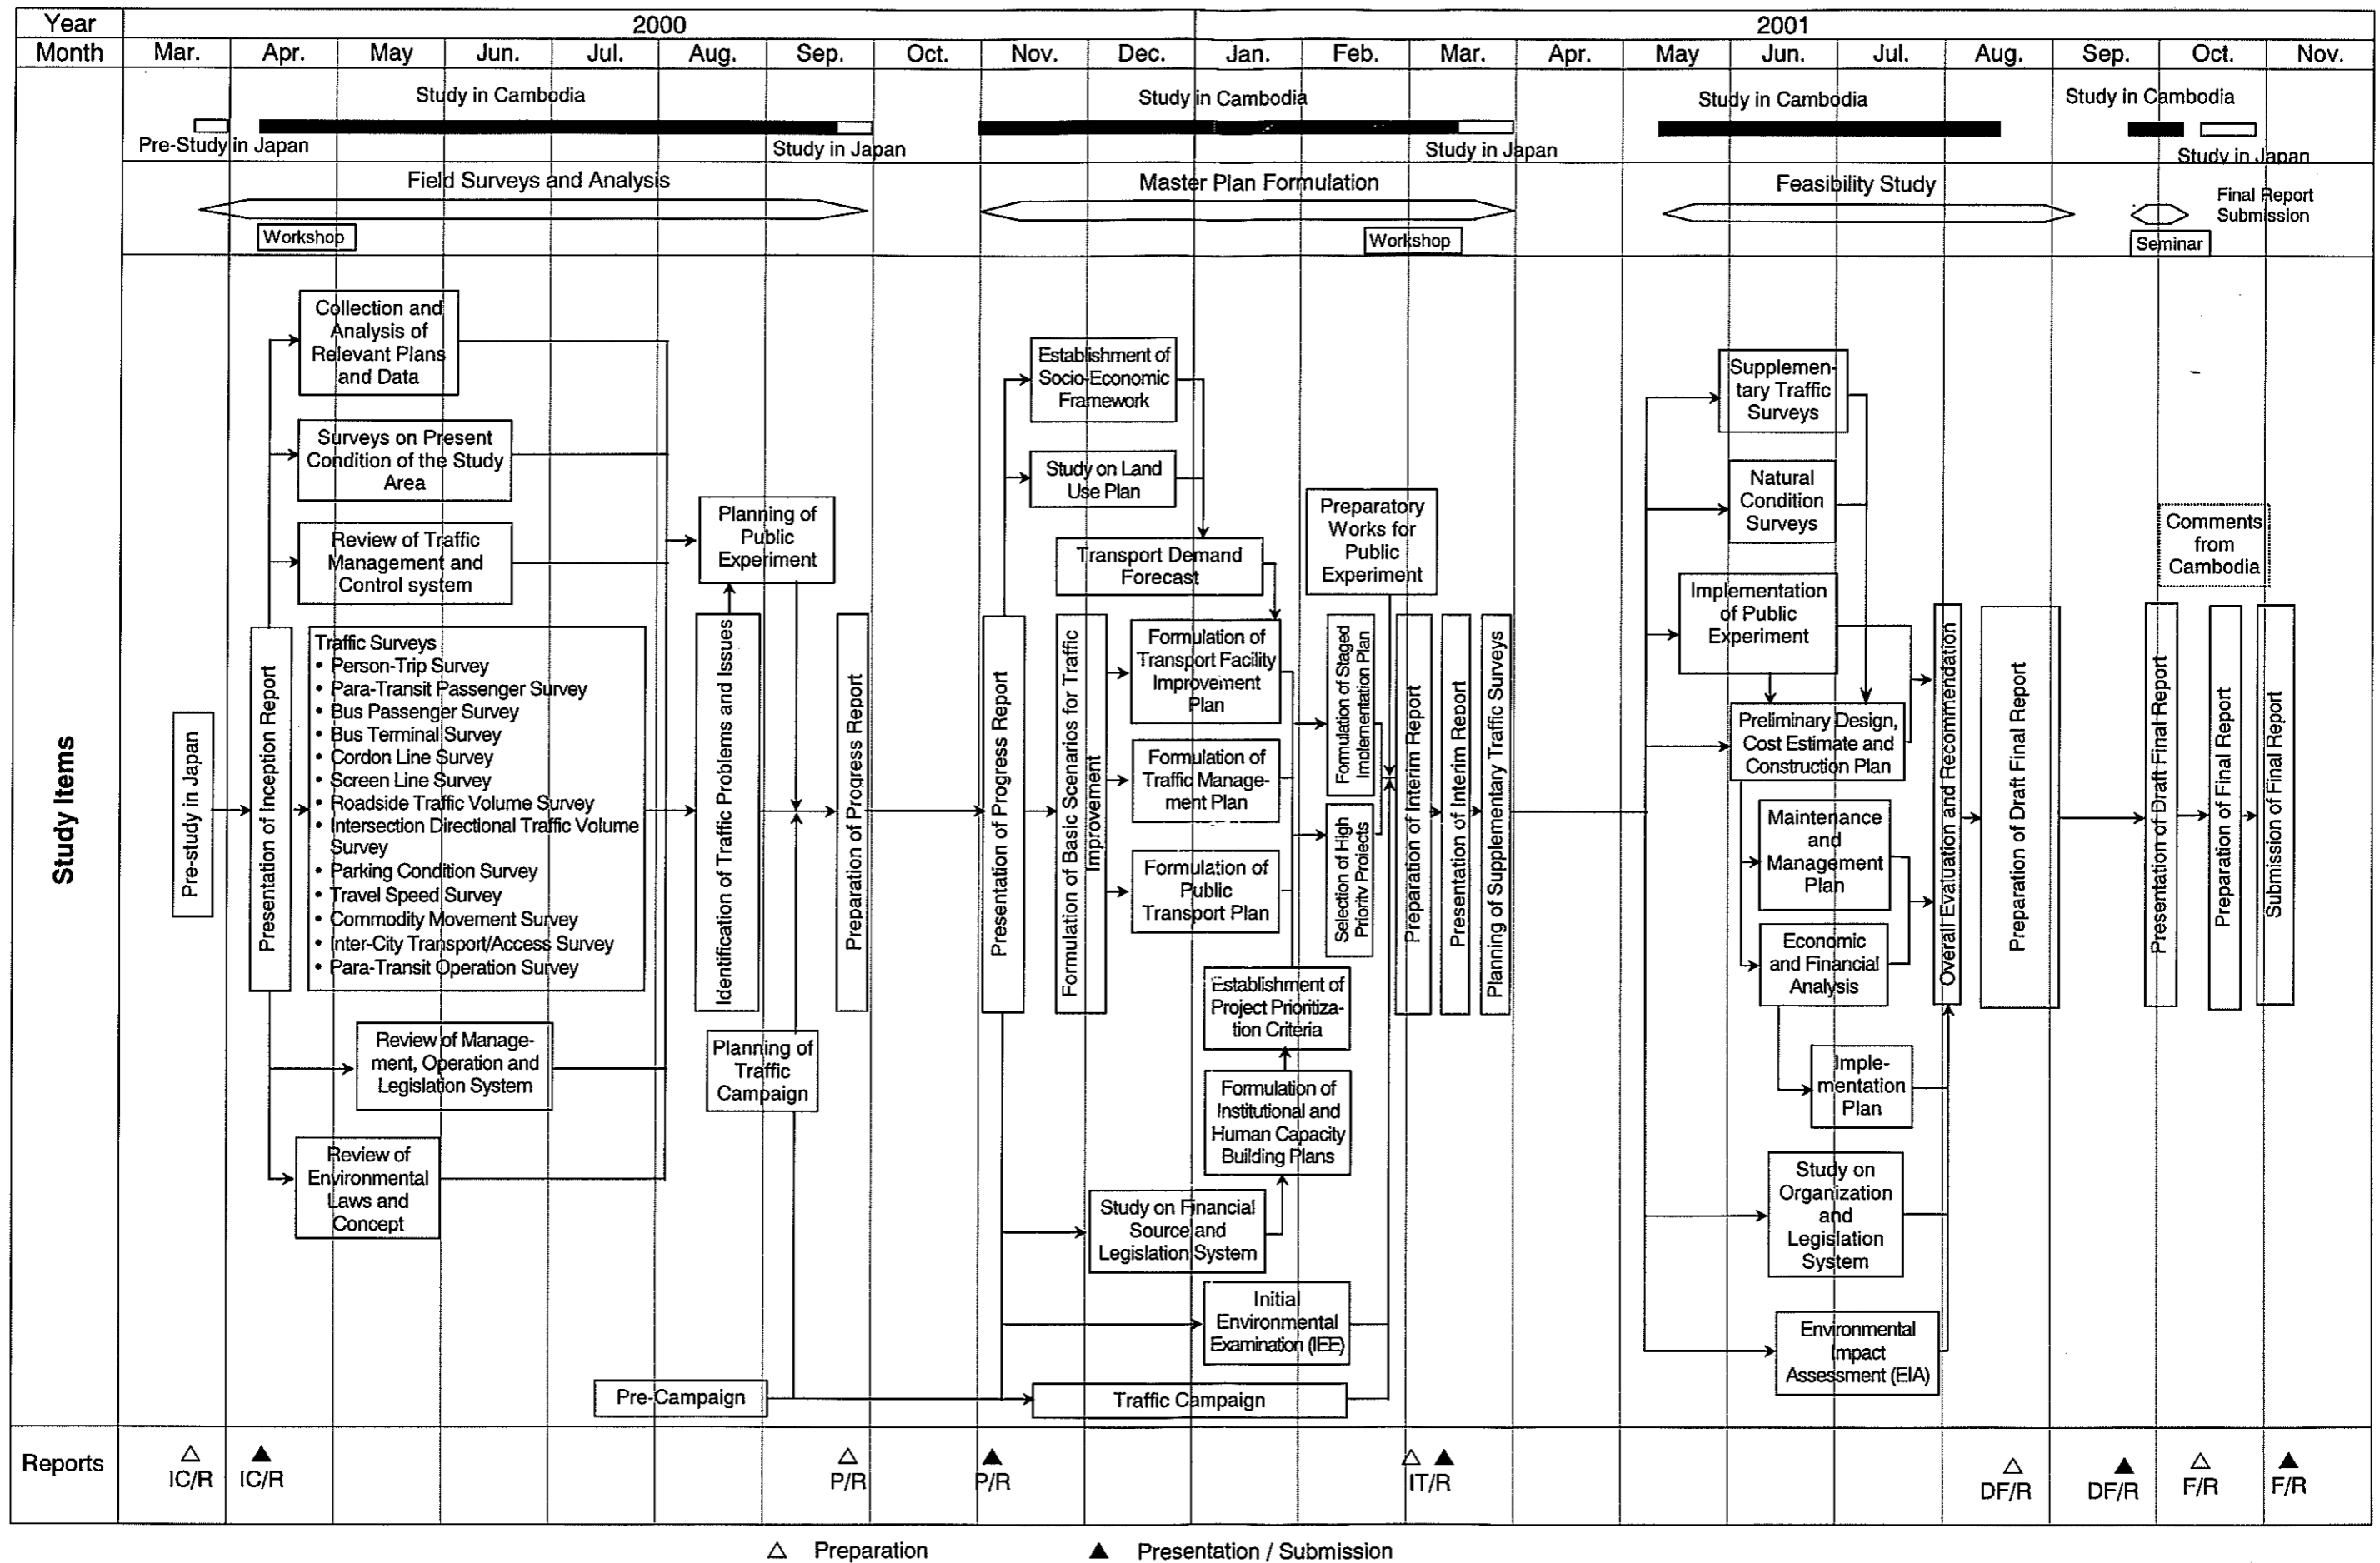 Year
2000
2001
Month
Mar.
Apr.
May
Jun.
Jul.
Aug.
Sep.
Oct.
Nov.
Dec.
Jan.
Feb.
Mar.
Apr.
May
Jun.
Jul.
Aug.
Sep.
Oct.
Nov.
Study in Cambodia
Study in Cambodia
Study in Cambodia
Study in Cambodia
Pre-Study in Japan
Study in Japan
Study in Japan
Study in Japan
Field Surveys and Analysis
Master Plan Formulation
Feasibility Study
Final Report
Submission
Workshop
Workshop
Seminar
Study Items
Pre-study in Japan
Presentation of Inception Report
Collection and
Analysis of
Relevant Plans
and Data
Surveys on Present
Condition of the Study
Area
Review of Traffic
Management and
Control system
Traffic Surveys
• Person-Trip Survey
• Para-Transit Passenger Survey
• Bus Passenger Survey
• Bus Terminal Survey
• Cordon Line Survey
• Screen Line Survey
• Roadside Traffic Volume Survey
• Intersection Directional Traffic Volume
Survey
• Parking Condition Survey
• Travel Speed Survey
• Commodity Movement Survey
• Inter-City Transport/Access Survey
• Para-Transit Operation Survey
Review of Manage-
ment, Operation and
Legislation System
Review of
Environmental
Laws and
Concept
Planning of
Public
Experiment
Identification of Traffic Problems and Issues
Planning of
Traffic
Campaign
Pre-Campaign
Preparation of Progress Report
Presentation of Progress Report
Establishment of
Socio-Economic
Framework
Study on Land
Use Plan
Transport Demand
Forecast
Formulation of Basic Scenarios for Traffic
Improvement
Formulation of
Transport Facility
Improvement
Plan
Formulation of
Traffic Manage-
ment Plan
Formulation of
Public
Transport Plan
Establishment of
Project Prioritiza-
tion Criteria
Formulation of
Institutional and
Human Capacity
Building Plans
Study on Financial
Source and
Legislation System
Initial
Environmental
Examination (IEE)
Traffic Campaign
Preparatory
Works for
Public
Experiment
Formulation of Staged
Implementation Plan
Selection of High
Priority Projects
Preparation of Interim Report
Presentation of Interim Report
Planning of Supplementary Traffic Surveys
Supplemen-
tary Traffic
Surveys
Natural
Condition
Surveys
Implementation
of Public
Experiment
Preliminary Design,
Cost Estimate and
Construction Plan
Maintenance
and
Management
Plan
Economic
and Financial
Analysis
Imple-
mentation
Plan
Study on
Organization
and
Legislation
System
Environmental
Impact
Assessment (EIA)
Overall Evaluation and Recommendation
Preparation of Draft Final Report
Comments
from
Cambodia
Presentation of Draft Final Report
Preparation of Final Report
Submission of Final Report
Reports
IC/R
IC/R
P/R
P/R
IT/R
DF/R
DF/R
F/R
F/R
△ Preparation
▲ Presentation / Submission